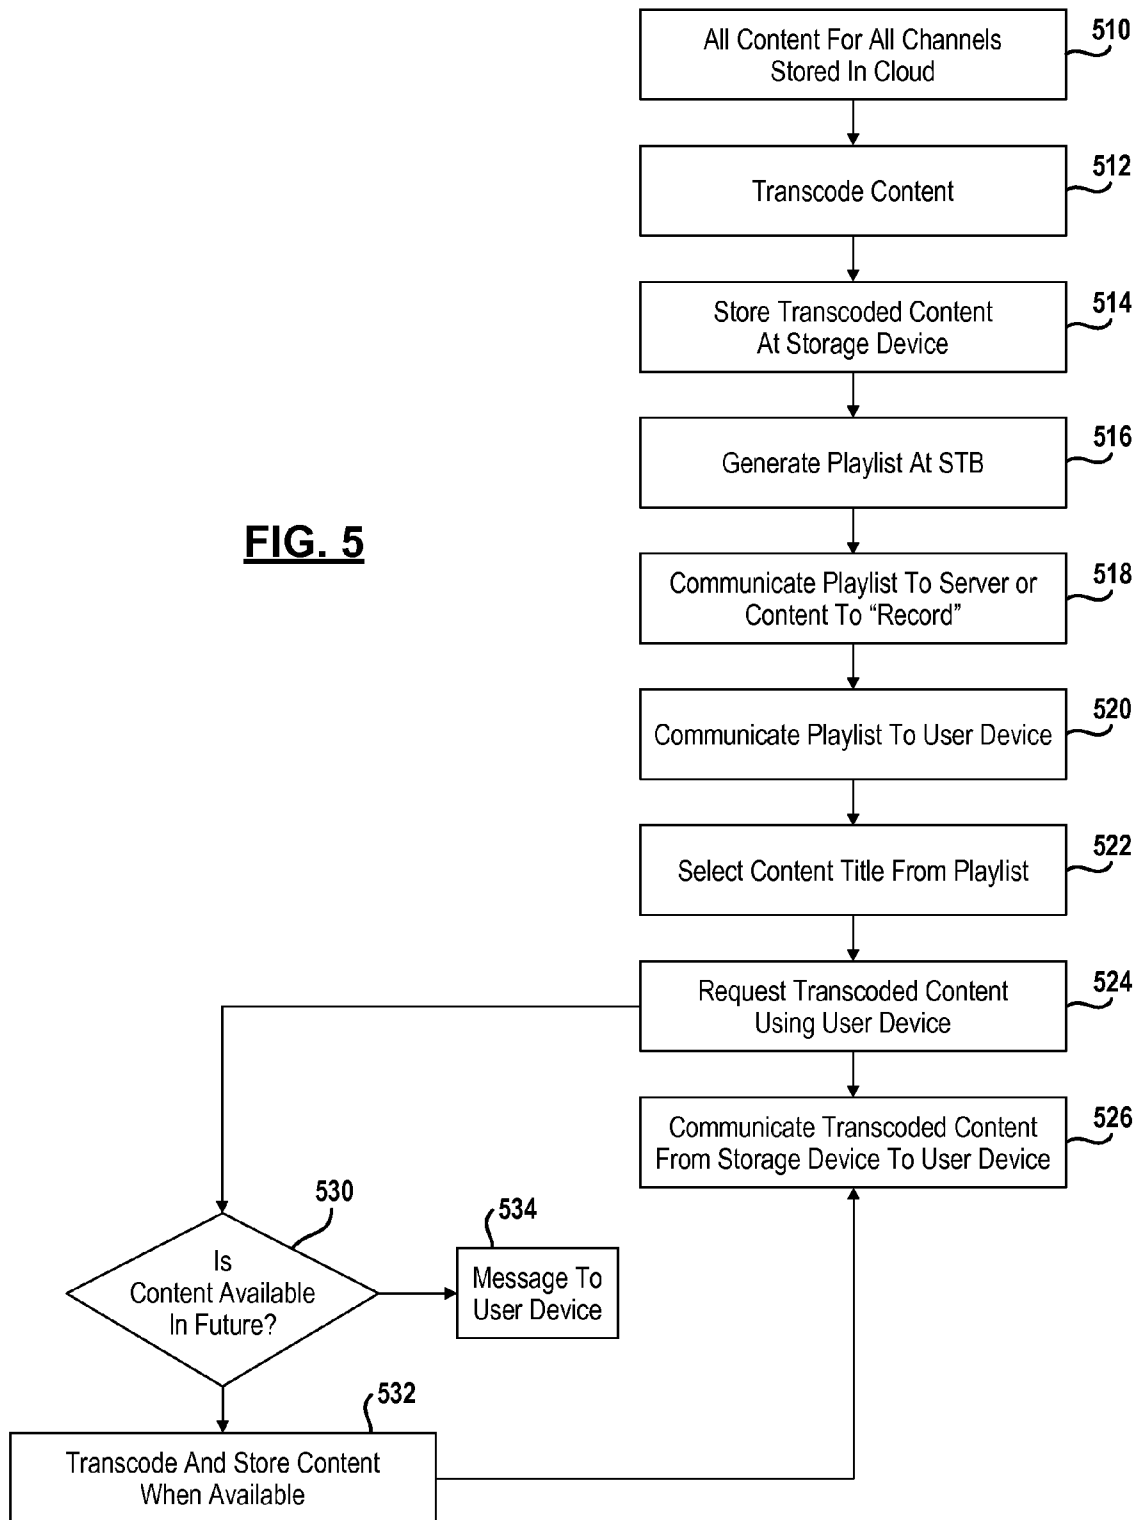 510
All Content For All Channels
Stored In Cloud
512
Transcode Content
514
Store Transcoded Content
At Storage Device
516
Generate Playlist At STB
FIG. 5
518
Communicate Playlist To Server or
Content To “Record”
520
Communicate Playlist To User Device
522
Select Content Title From Playlist
524
Request Transcoded Content
Using User Device
526
Communicate Transcoded Content
From Storage Device To User Device
530
Is
Content Available
In Future?
534
Message To
User Device
532
Transcode And Store Content
When Available